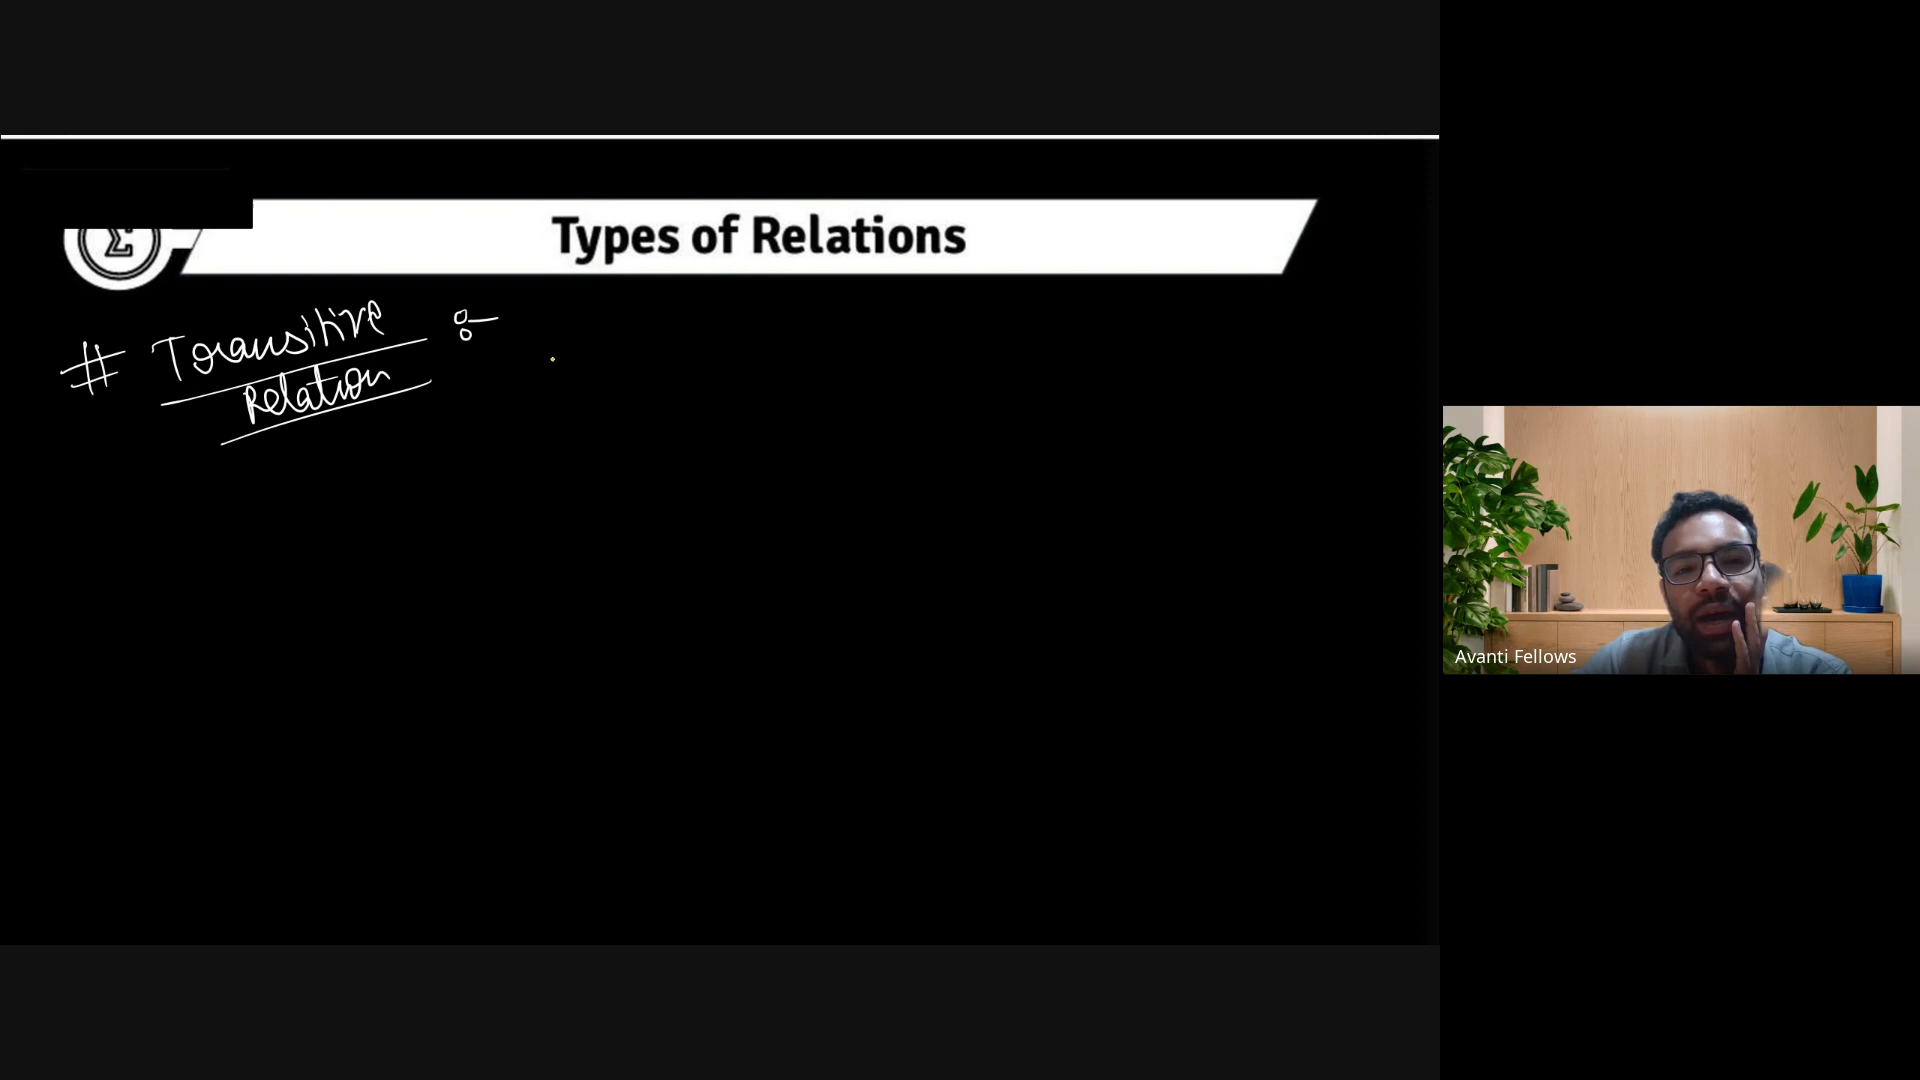 Σ
Types of Relations
# Transitive :-
Relation
Avanti Fellows